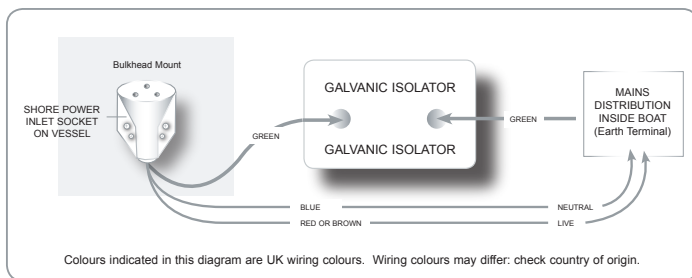 Bulkhead Mount
SHORE POWER
INLET SOCKET
ON VESSEL
GREEN
GALVANIC ISOLATOR
GALVANIC ISOLATOR
GREEN
MAINS
DISTRIBUTION
INSIDE BOAT
(Earth Terminal)
BLUE
NEUTRAL
RED OR BROWN
LIVE
Colours indicated in this diagram are UK wiring colours. Wiring colours may differ: check country of origin.